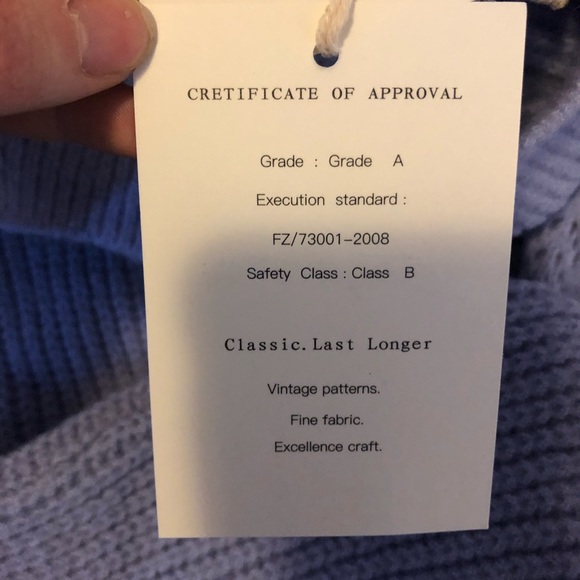 CRETIFICATE OF APPROVAL
Grade : Grade A
Execution standard :
FZ/73001-2008
Safety Class : Class B
Classic. Last Longer
Vintage patterns.
Fine fabric.
Excellence craft.